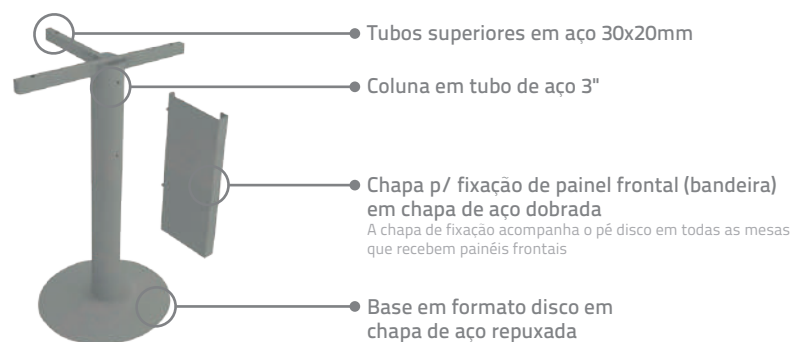 Tubos superiores em aço 30x20mm
Coluna em tubo de aço 3"
Chapa p/ fixação de painel frontal (bandeira)
em chapa de aço dobrada
A chapa de fixação acompanha o pé disco em todas as mesas
que recebem painéis frontais
Base em formato disco em
chapa de aço repuxada